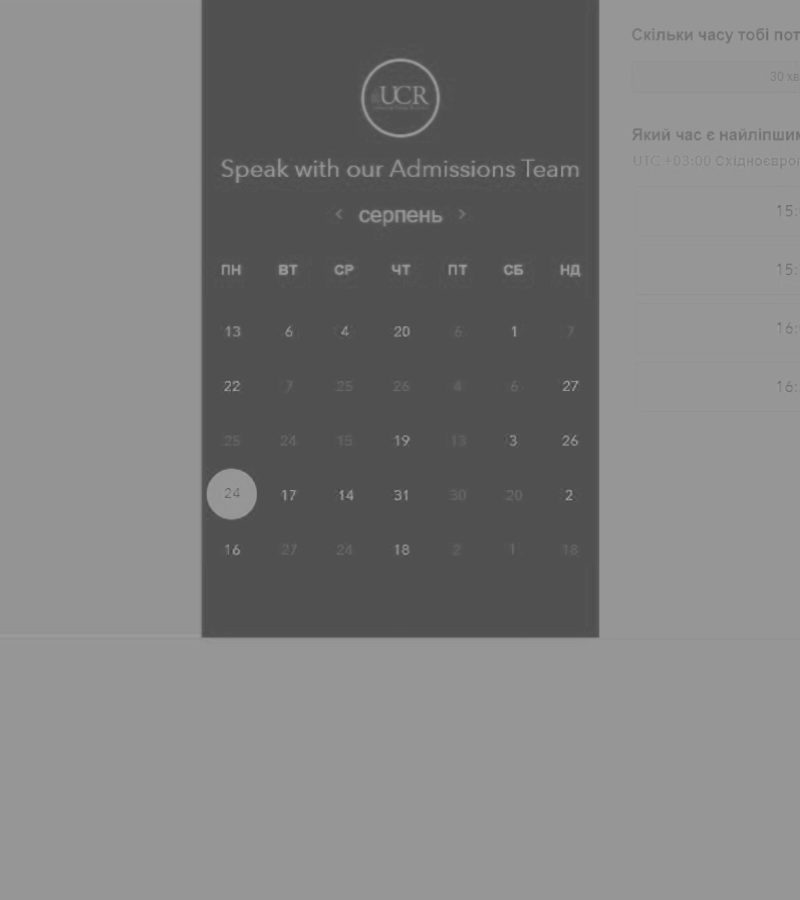 UCR
Speak with our Admissions Team
< серпень >
ПН ВТ СР ЧТ ПТ СБ НД
13 6 4 20 6 1 7
22 7 25 26 4 6 27
25 24 15 19 13 3 26
24 17 14 31 30 20 2
16 27 24 18 2 1 18
Скільки часу тобі пот
30 хв
Який час є найліпшим
UTC +03:00 Східноєвроп
15:
15:
16:
16: